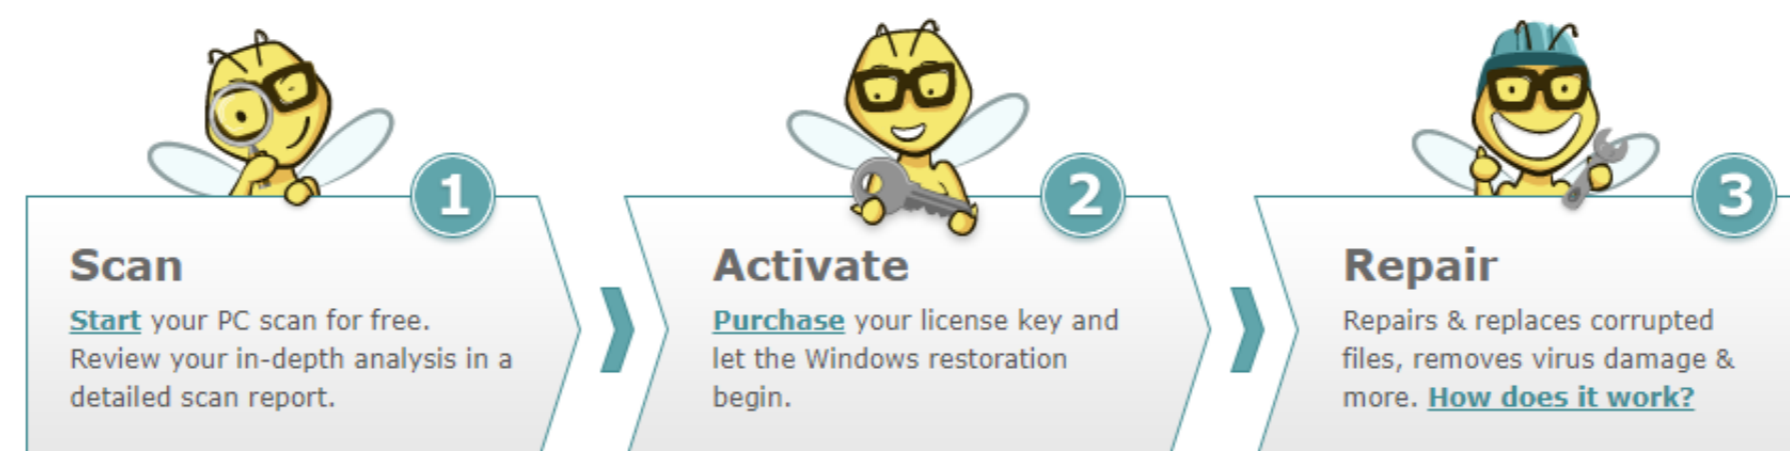 1
Scan
Start your PC scan for free.
Review your in-depth analysis in a
detailed scan report.
2
Activate
Purchase your license key and
let the Windows restoration
begin.
3
Repair
Repairs & replaces corrupted
files, removes virus damage &
more. How does it work?